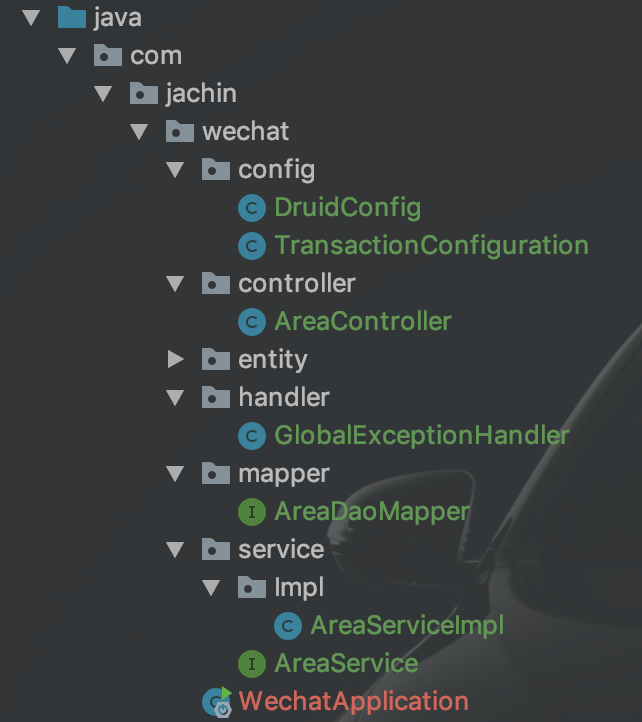 java
com
jachin
wechat
config
DruidConfig
TransactionConfiguration
controller
AreaController
entity
handler
GlobalExceptionHandler
mapper
AreaDaoMapper
service
Impl
AreaServiceImpl
AreaService
WechatApplication